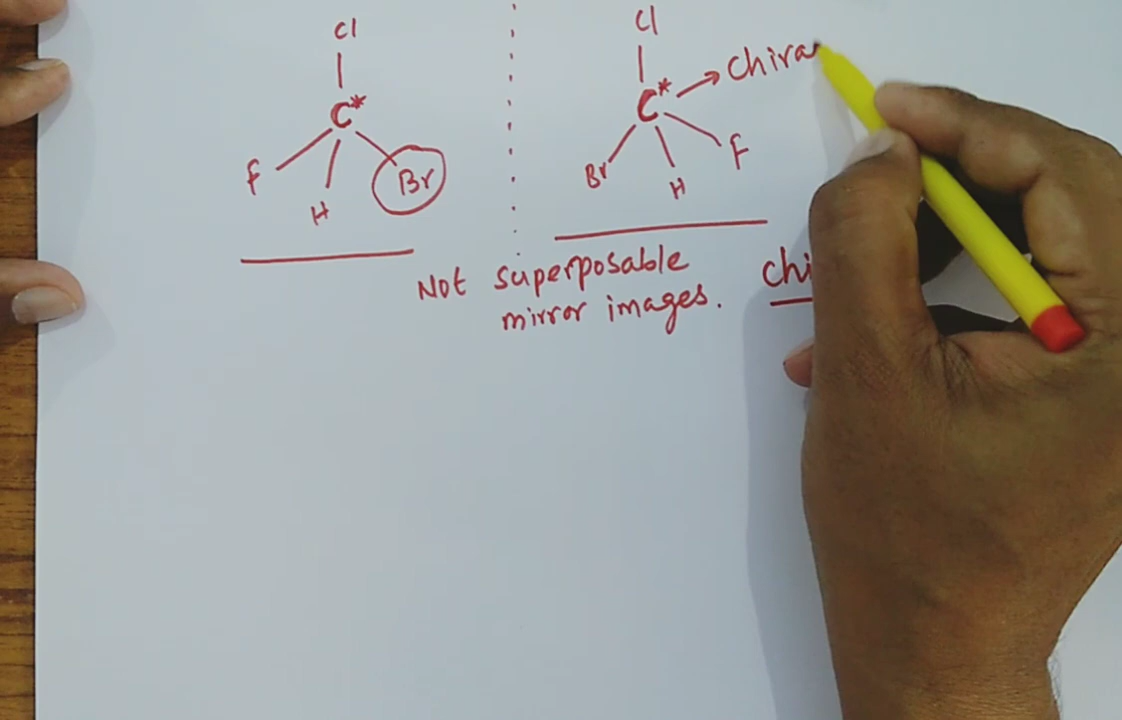 Cl
C*
F
H
Br
Cl
C*
Br
H
F
Chira
Not superposable
mirror images.
chi